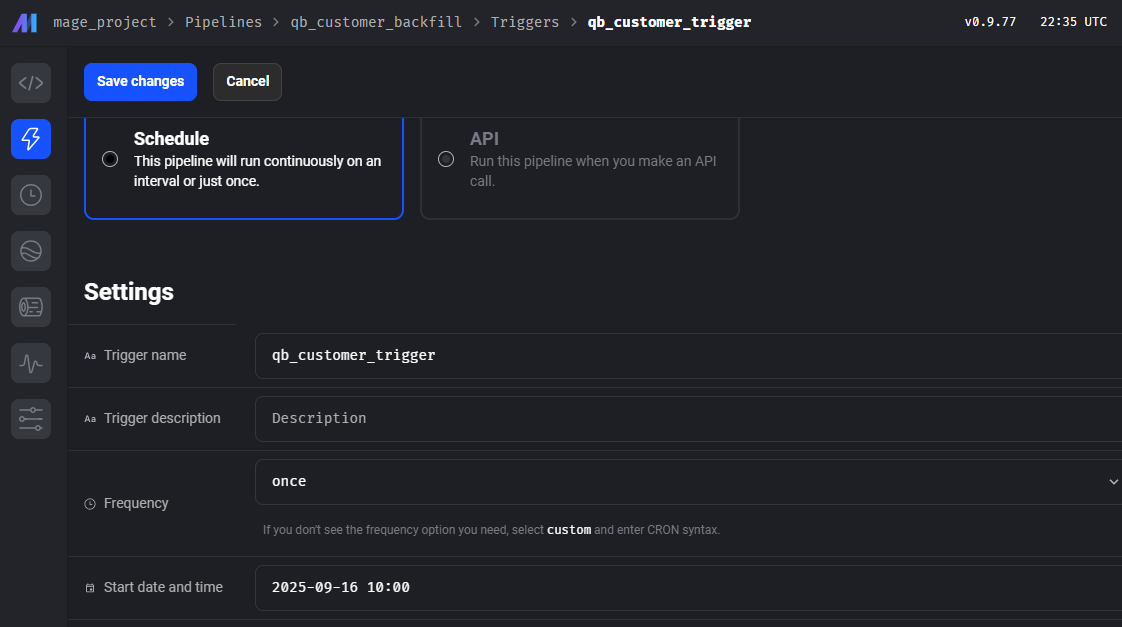 mage_project > Pipelines > qb_customer_backfill > Triggers > qb_customer_trigger v0.9.77 22:35 UTC
Save changes Cancel
Schedule
This pipeline will run continuously on an
interval or just once.
API
Run this pipeline when you make an API
call.
Settings
Aa Trigger name qb_customer_trigger
Aa Trigger description Description
Frequency once
If you don't see the frequency option you need, select custom and enter CRON syntax.
Start date and time 2025-09-16 10:00